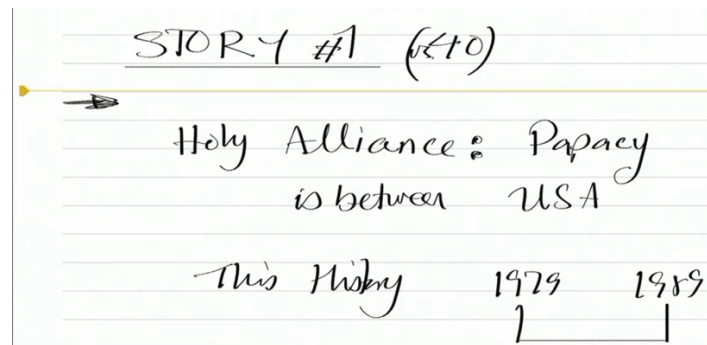 STORY #1
Holy Alliance: Papacy
is between USA
This History 1979 1989